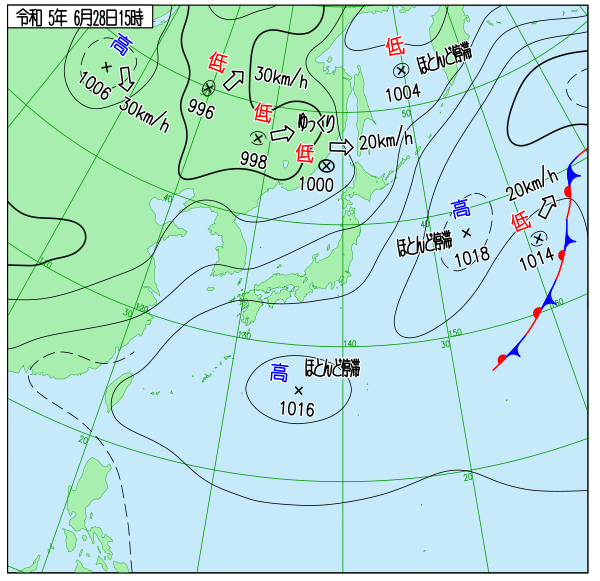 令和 5年 6月28日15時
高
1006
30km/h
低
996
30km/h
低
998
ゆっくり
低
1000
20km/h
低
ほとんど停滞
1004
高
ほとんど停滞
1018
低
20km/h
1014
高
ほとんど停滞
1016
50
40
40
30
120
130
140
150
160
30
20
20